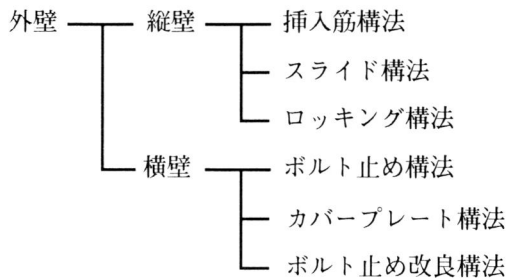 外壁 縦壁 挿入筋構法
スライド構法
ロッキング構法
横壁 ボルト止め構法
カバープレート構法
ボルト止め改良構法